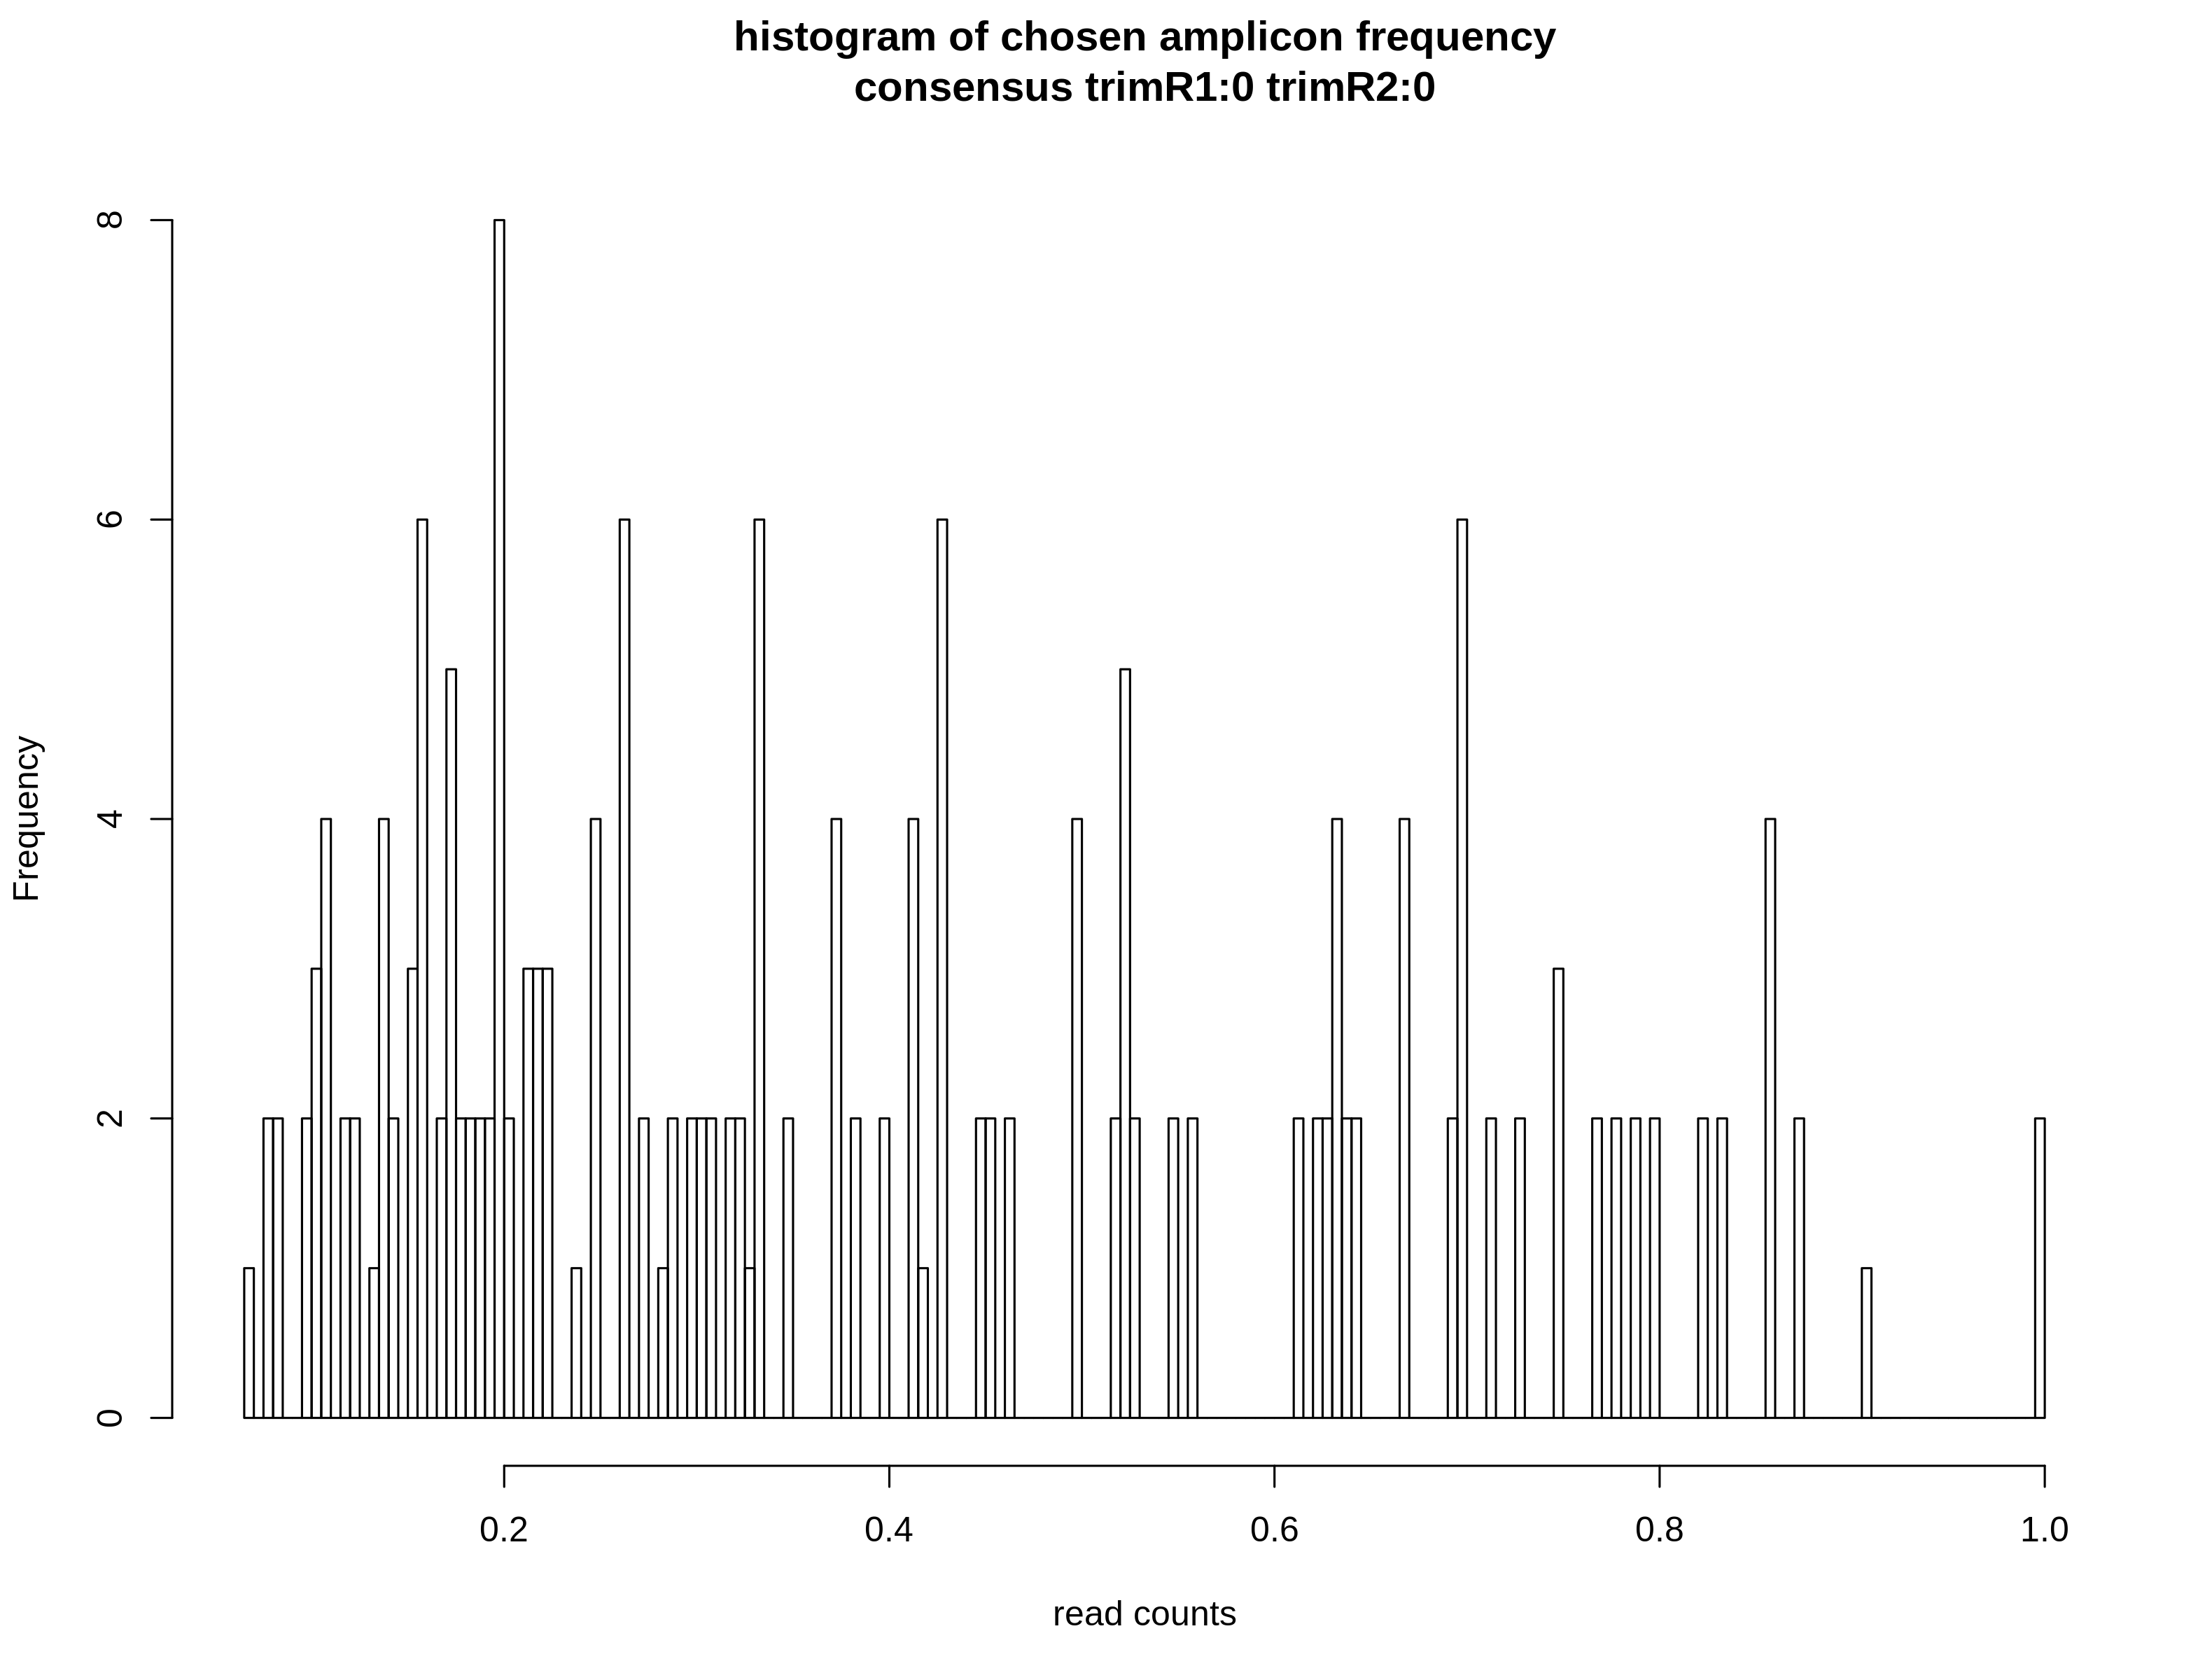 histogram of chosen amplicon frequency
consensus trimR1:0 trimR2:0
8
6
4
2
0
Frequency
0.2 0.4 0.6 0.8 1.0
read counts